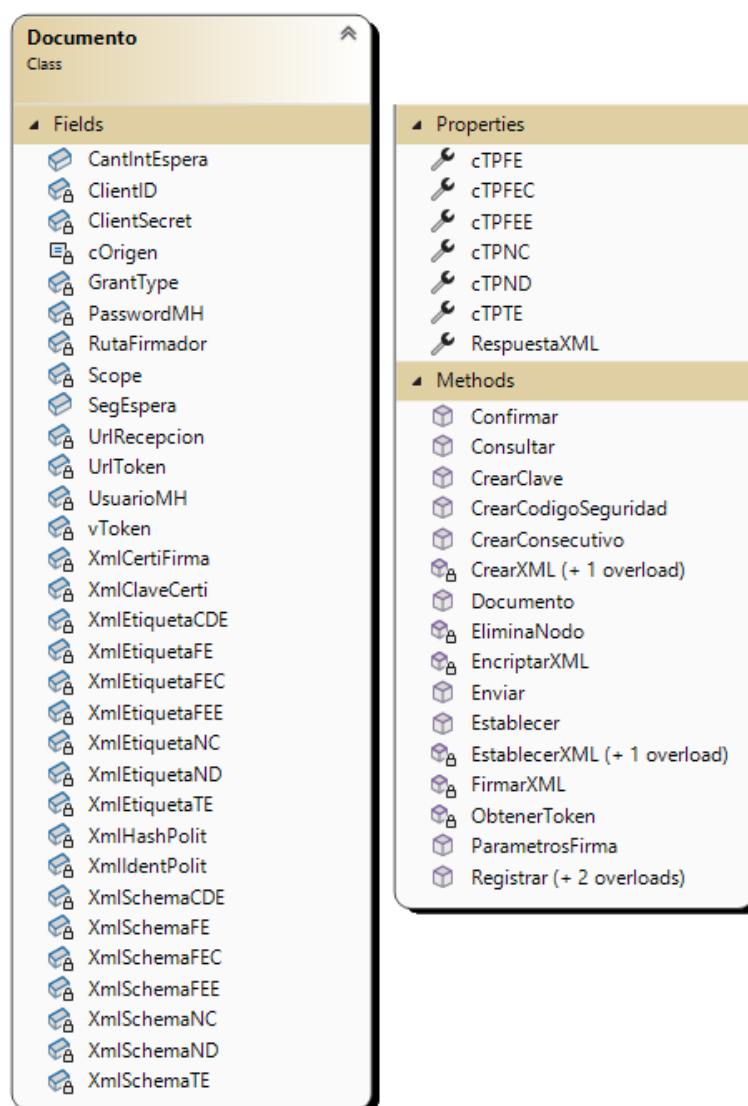 Documento
Class
Fields
CantIntEspera
ClientID
ClientSecret
cOrigen
GrantType
PasswordMH
RutaFirmador
Scope
SegEspera
UrlRecepcion
UrlToken
UsuarioMH
vToken
XmlCertiFirma
XmlClaveCerti
XmlEtiquetaCDE
XmlEtiquetaFE
XmlEtiquetaFEC
XmlEtiquetaFEE
XmlEtiquetaNC
XmlEtiquetaND
XmlEtiquetaTE
XmlHashPolit
XmlIdentPolit
XmlSchemaCDE
XmlSchemaFE
XmlSchemaFEC
XmlSchemaFEE
XmlSchemaNC
XmlSchemaND
XmlSchemaTE
Properties
cTPFE
cTPFEC
cTPFEE
cTPNC
cTPND
cTPTE
RespuestaXML
Methods
Confirmar
Consultar
CrearClave
CrearCodigoSeguridad
CrearConsecutivo
CrearXML (+ 1 overload)
Documento
EliminaNodo
EncriptarXML
Enviar
Establecer
EstablecerXML (+ 1 overload)
FirmarXML
ObtenerToken
ParametrosFirma
Registrar (+ 2 overloads)